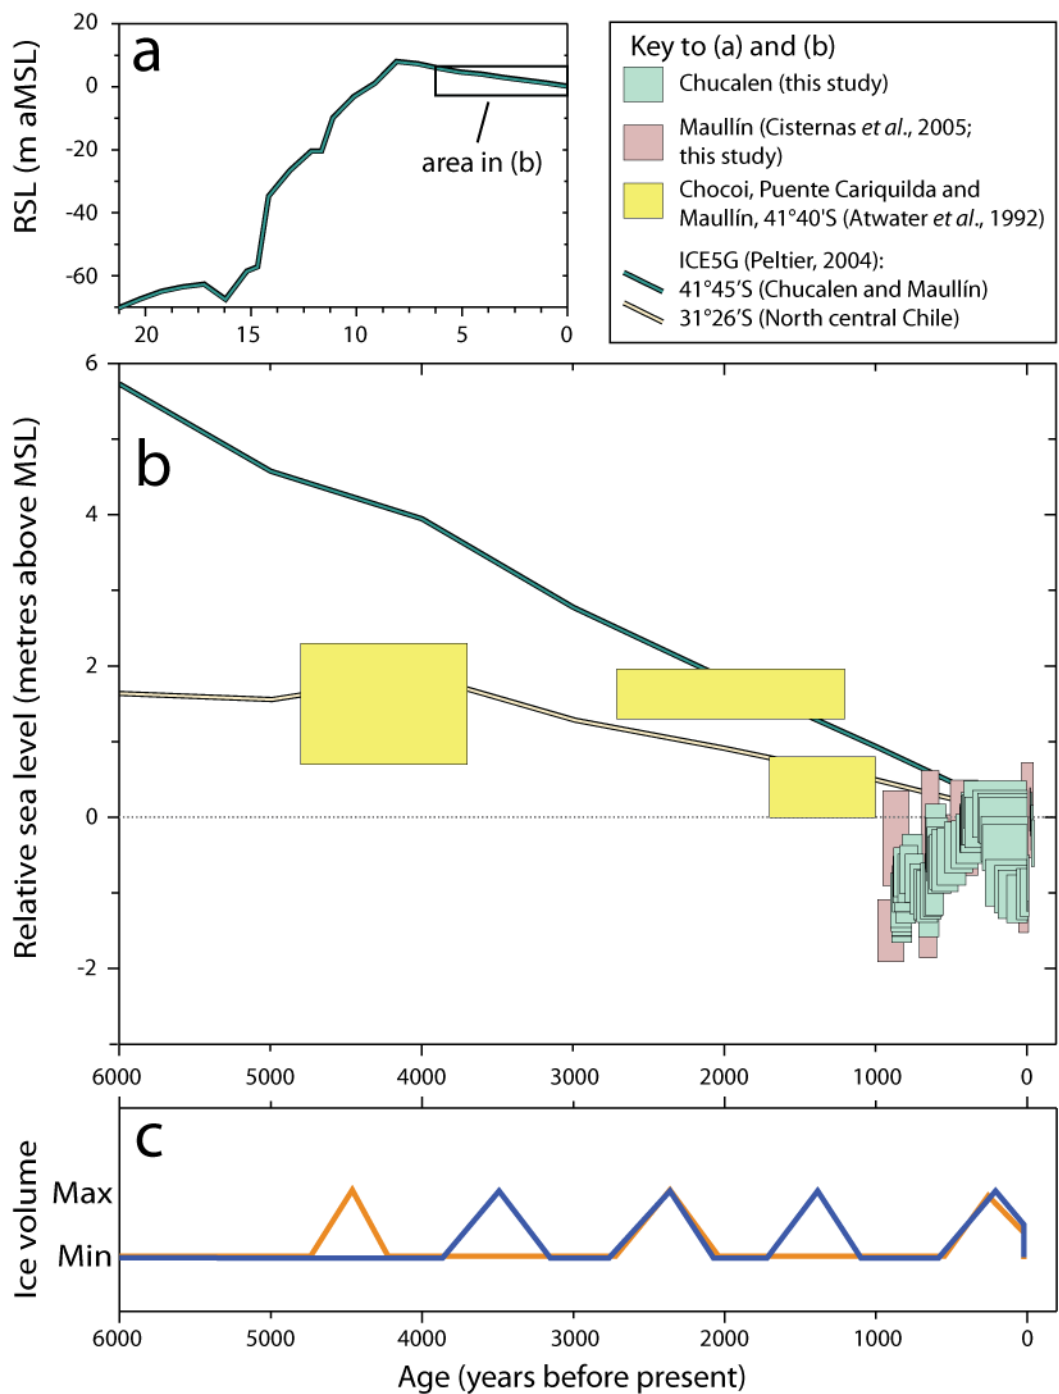 a
RSL (m aMSL)
20
0
-20
-40
-60
area in (b)
20 15 10 5 0
Key to (a) and (b)
Chucalen (this study)
Maullín (Cisternas et al., 2005;
this study)
Chocoi, Puente Cariquilda and
Maullín, 41°40'S (Atwater et al., 1992)
ICE5G (Peltier, 2004):
41°45'S (Chucalen and Maullín)
31°26'S (North central Chile)
b
Relative sea level (metres above MSL)
6
4
2
0
-2
6000 5000 4000 3000 2000 1000 0
c
Ice volume
Max
Min
6000 5000 4000 3000 2000 1000 0
Age (years before present)